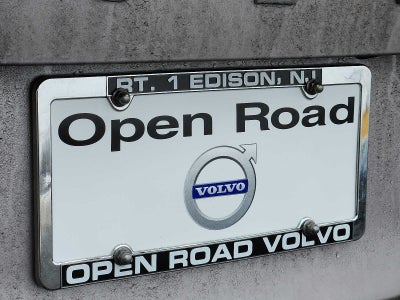 RT. 1 EDISON, NJ
Open Road
VOLVO
OPEN ROAD VOLVO